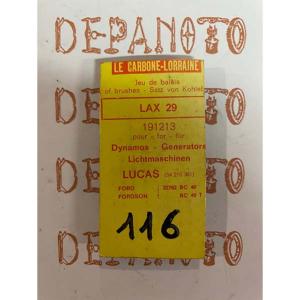 DEPANOTO
LE CARBONE-LORRAINE
Jeu de balais
of brushes - Satz von Kohlen
LAX 29
191213
pour - for - für
Dynamos - Generators
Lichtmaschinen
LUCAS
FORD
FORDSON
116
DEPANOTO
DEPANOTO
DEPANOTO